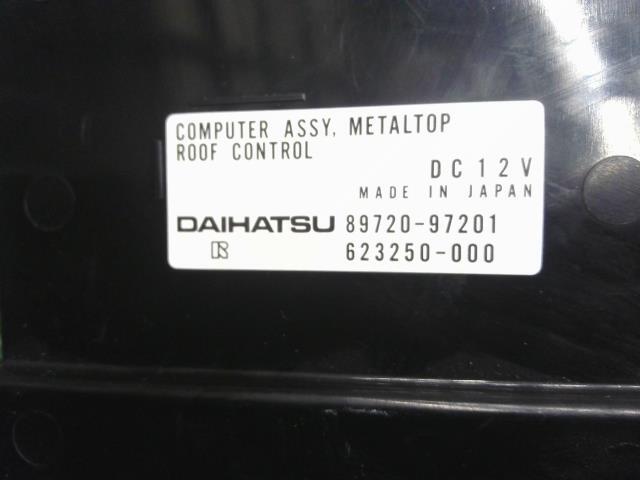 COMPUTER ASSY, METALTOP
ROOF CONTROL
DC12V
MADE IN JAPAN
DAIHATSU 89720-97201
623250-000